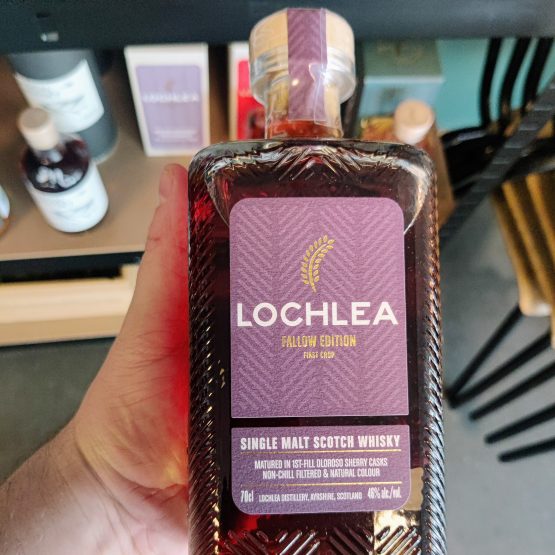 LOCHLEA
LOCHLEA
FALLOW EDITION
FIRST CROP
SINGLE MALT SCOTCH WHISKY
MATURED IN 1ST-FILL OLOROSO SHERRY CASKS
NON-CHILL FILTERED & NATURAL COLOUR
70cl LOCHLEA DISTILLERY, AYRSHIRE, SCOTLAND 46% alc./vol.